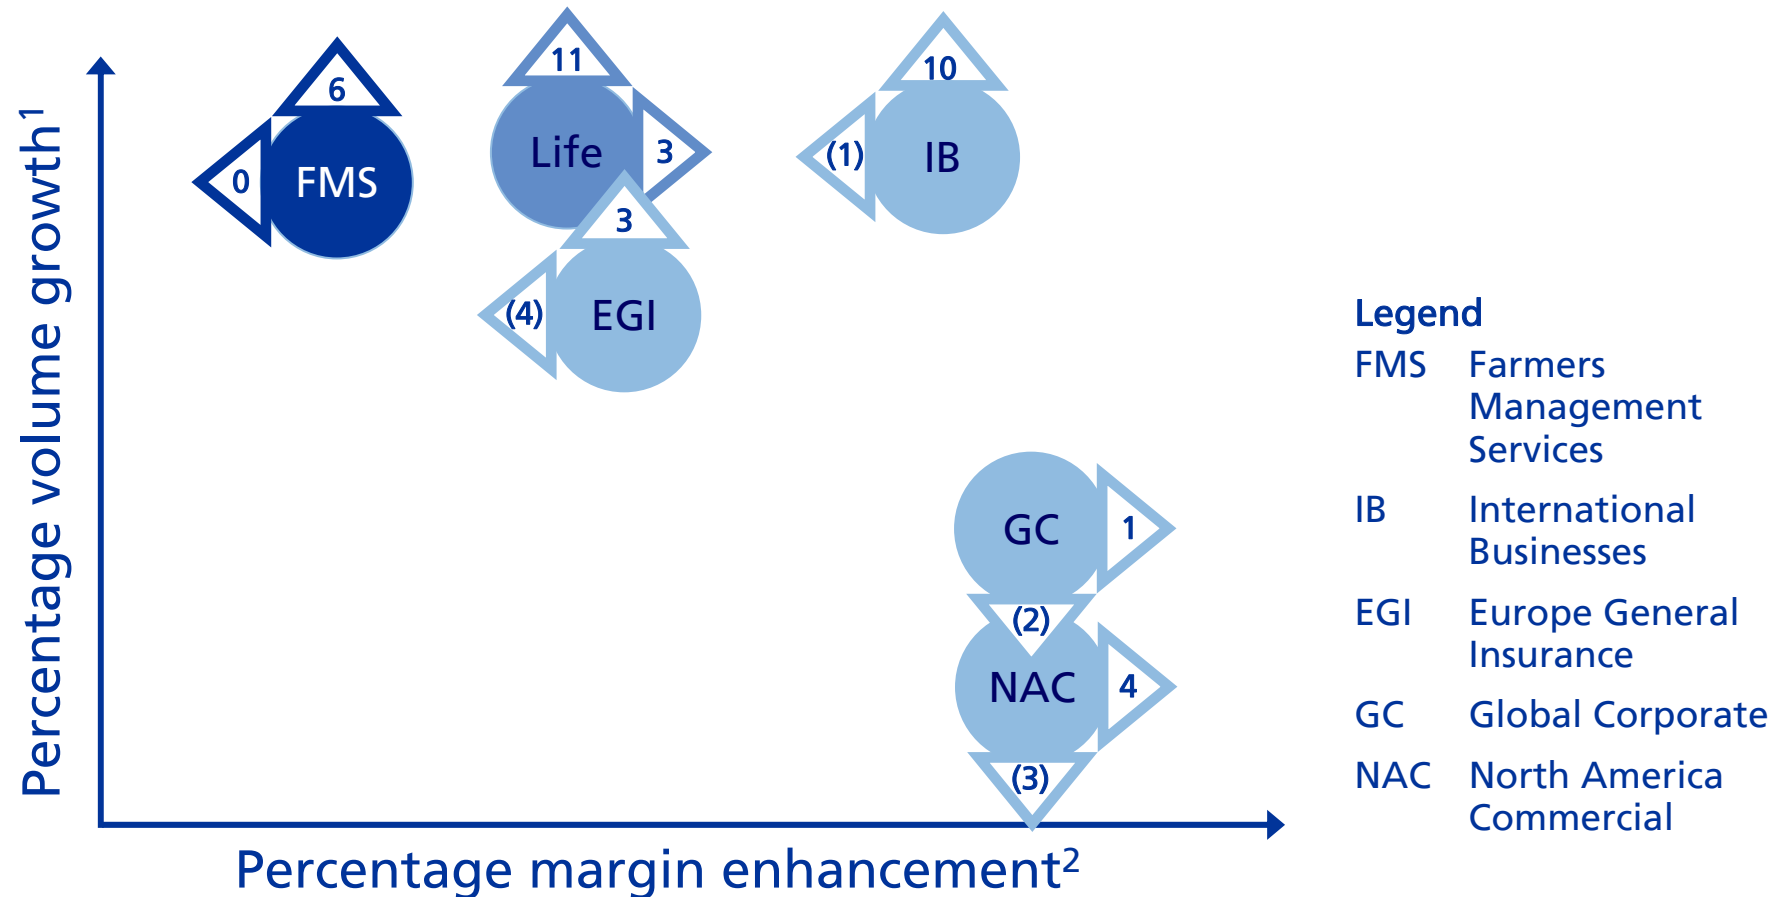 Percentage volume growth1
6
0
FMS
11
Life
3
10
(1)
IB
3
(4)
EGI
GC
1
(2)
NAC
4
(3)
Percentage margin enhancement2
Legend
FMS Farmers
Management
Services
IB International
Businesses
EGI Europe General
Insurance
GC Global Corporate
NAC North America
Commercial